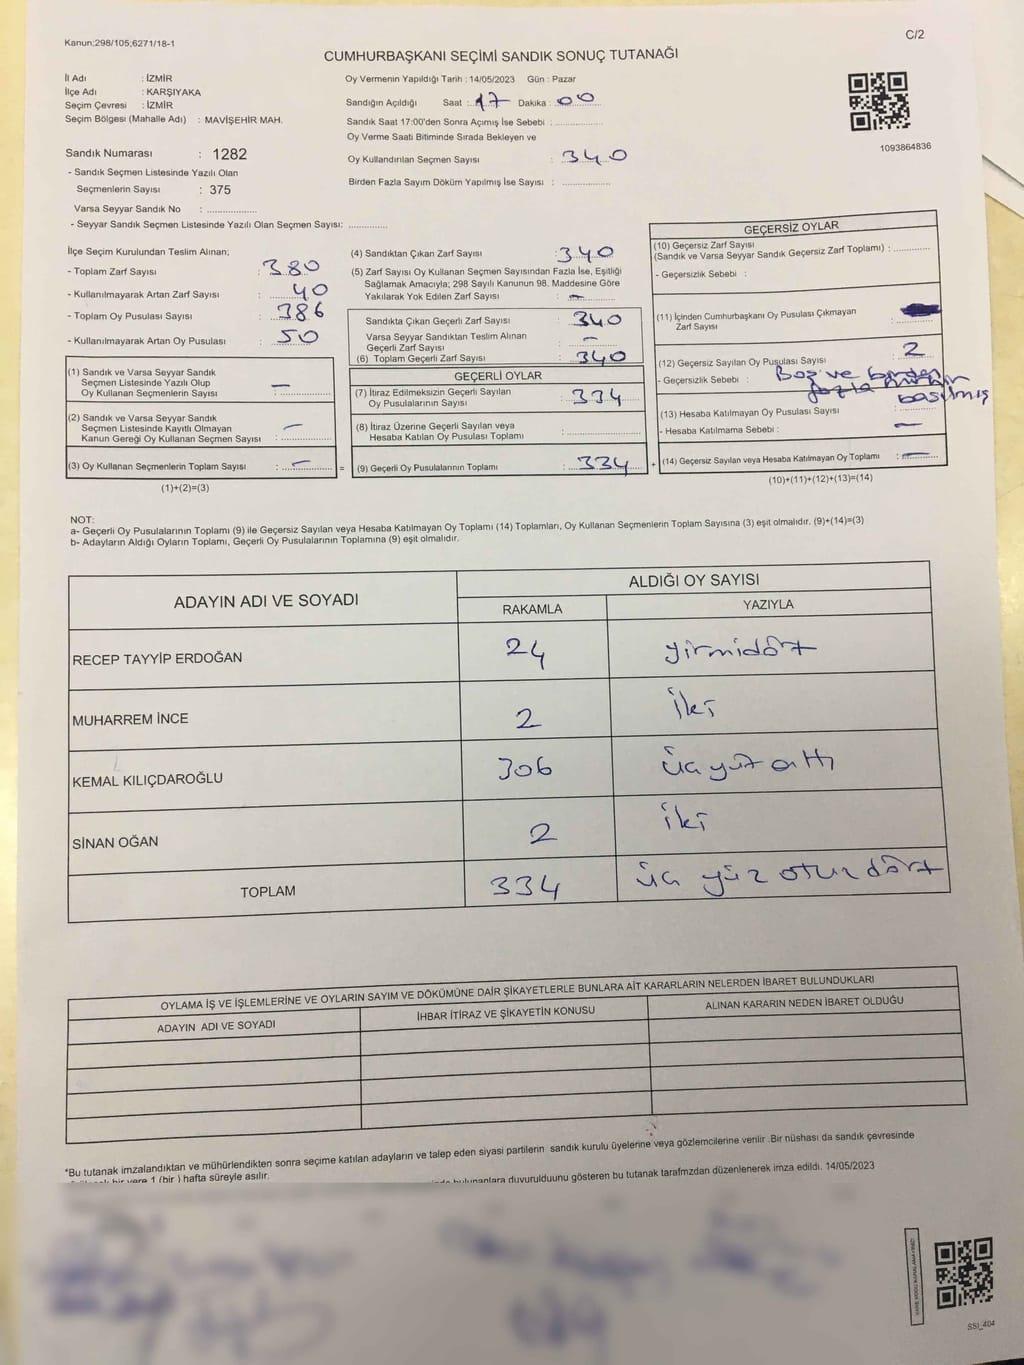 Kanun;298/105;6271/18-1
C/2
CUMHURBAŞKANI SEÇİMİ SANDIK SONUÇ TUTANAĞI
İl Adı : İZMİR
İlçe Adı : KARŞIYAKA
Seçim Çevresi : İZMİR
Seçim Bölgesi (Mahalle Adı) : MAVİŞEHİR MAH.
Sandık Numarası : 1282
- Sandık Seçmen Listesinde Yazılı Olan
Seçmenlerin Sayısı : 375
Varsa Seyyar Sandık No :
- Seyyar Sandık Seçmen Listesinde Yazılı Olan Seçmen Sayısı:
Oy Vermenin Yapıldığı Tarih : 14/05/2023 Gün : Pazar
Sandığın Açıldığı Saat : 17 Dakika : 00
Sandık Saat 17:00'den Sonra Açımış İse Sebebi :
Oy Verme Saati Bitiminde Sırada Bekleyen ve
Oy Kullandırılan Seçmen Sayısı : 340
Birden Fazla Sayım Döküm Yapılmış İse Sayısı :
1093864836
İlçe Seçim Kurulundan Teslim Alınan;
- Toplam Zarf Sayısı : 380
- Kullanılmayarak Artan Zarf Sayısı : 40
- Toplam Oy Pusulası Sayısı : 386
- Kullanılmayarak Artan Oy Pusulası : 50
(1) Sandık ve Varsa Seyyar Sandık
Seçmen Listesinde Yazılı Olup
Oy Kullanan Seçmenlerin Sayısı : —
(2) Sandık ve Varsa Seyyar Sandık
Seçmen Listesinde Kayıtlı Olmayan
Kanun Gereği Oy Kullanan Seçmen Sayısı : —
(3) Oy Kullanan Seçmenlerin Toplam Sayısı : —
(1)+(2)=(3)
=
(4) Sandıktan Çıkan Zarf Sayısı : 340
(5) Zarf Sayısı Oy Kullanan Seçmen Sayısından Fazla İse, Eşitliği
Sağlamak Amacıyla; 298 Sayılı Kanunun 98. Maddesine Göre
Yakılarak Yok Edilen Zarf Sayısı : —
Sandıkta Çıkan Geçerli Zarf Sayısı : 340
Varsa Seyyar Sandıktan Teslim Alınan
Geçerli Zarf Sayısı : —
(6) Toplam Geçerli Zarf Sayısı : 340
GEÇERLİ OYLAR
(7) İtiraz Edilmeksizin Geçerli Sayılan
Oy Pusulalarının Sayısı : 334
(8) İtiraz Üzerine Geçerli Sayılan veya
Hesaba Katılan Oy Pusulası Toplamı :
(9) Geçerli Oy Pusulalarının Toplamı : 334
+
GEÇERSİZ OYLAR
(10) Geçersiz Zarf Sayısı
(Sandık ve Varsa Seyyar Sandık Geçersiz Zarf Toplamı) :
- Geçersizlik Sebebi :
(11) İçinden Cumhurbaşkanı Oy Pusulası Çıkmayan
Zarf Sayısı :
(12) Geçersiz Sayılan Oy Pusulası Sayısı : 2
- Geçersizlik Sebebi : Boş ve birden
fazla mühür
basılmış
(13) Hesaba Katılmayan Oy Pusulası Sayısı :
- Hesaba Katılmama Sebebi : —
(14) Geçersiz Sayılan veya Hesaba Katılmayan Oy Toplamı : —
(10)+(11)+(12)+(13)=(14)
NOT:
a- Geçerli Oy Pusulalarının Toplamı (9) ile Geçersiz Sayılan veya Hesaba Katılmayan Oy Toplamı (14) Toplamları, Oy Kullanan Seçmenlerin Toplam Sayısına (3) eşit olmalıdır. (9)+(14)=(3)
b- Adayların Aldığı Oyların Toplamı, Geçerli Oy Pusulalarının Toplamına (9) eşit olmalıdır.
ADAYIN ADI VE SOYADI ALDIĞI OY SAYISI
RAKAMLA YAZIYLA
RECEP TAYYİP ERDOĞAN 24 yirmidört
MUHARREM İNCE 2 iki
KEMAL KILIÇDAROĞLU 306 üç yüz altı
SİNAN OĞAN 2 iki
TOPLAM 334 üç yüz otuz dört
OYLAMA İŞ VE İŞLEMLERİNE VE OYLARIN SAYIM VE DÖKÜMÜNE DAİR ŞİKAYETLERLE BUNLARA AİT KARARLARIN NELERDEN İBARET BULUNDUKLARI
ADAYIN ADI VE SOYADI İHBAR İTİRAZ VE ŞİKAYETİN KONUSU ALINAN KARARIN NEDEN İBARET OLDUĞU
*Bu tutanak imzalandıktan ve mühürlendikten sonra seçime katılan adayların ve talep eden siyasi partilerin sandık kurulu üyelerine veya gözlemcilerine verilir .Bir nüshası da sandık çevresinde
bir yere 1 (bir ) hafta süreyle asılır.
bulunanlara duyurulduunu gösteren bu tutanak tarafmzdan düzenlenerek imza edildi. 14/05/2023
SSI_404